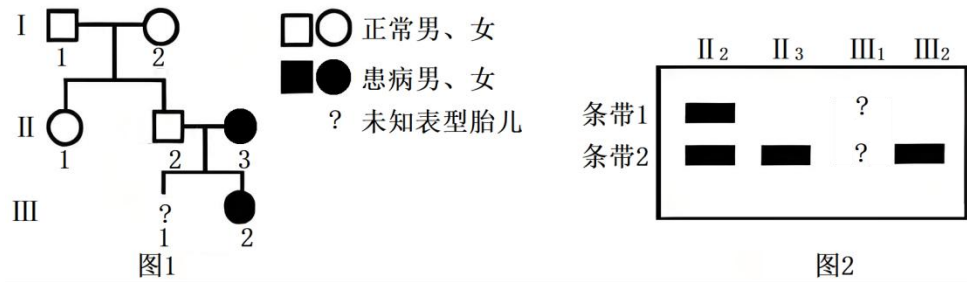 I
1
2
正常男、女
患病男、女
? 未知表型胎儿
II
1
2
3
III
?
1
2
图1
II2 II3 III1 III2
条带1 ?
条带2 ?
图2